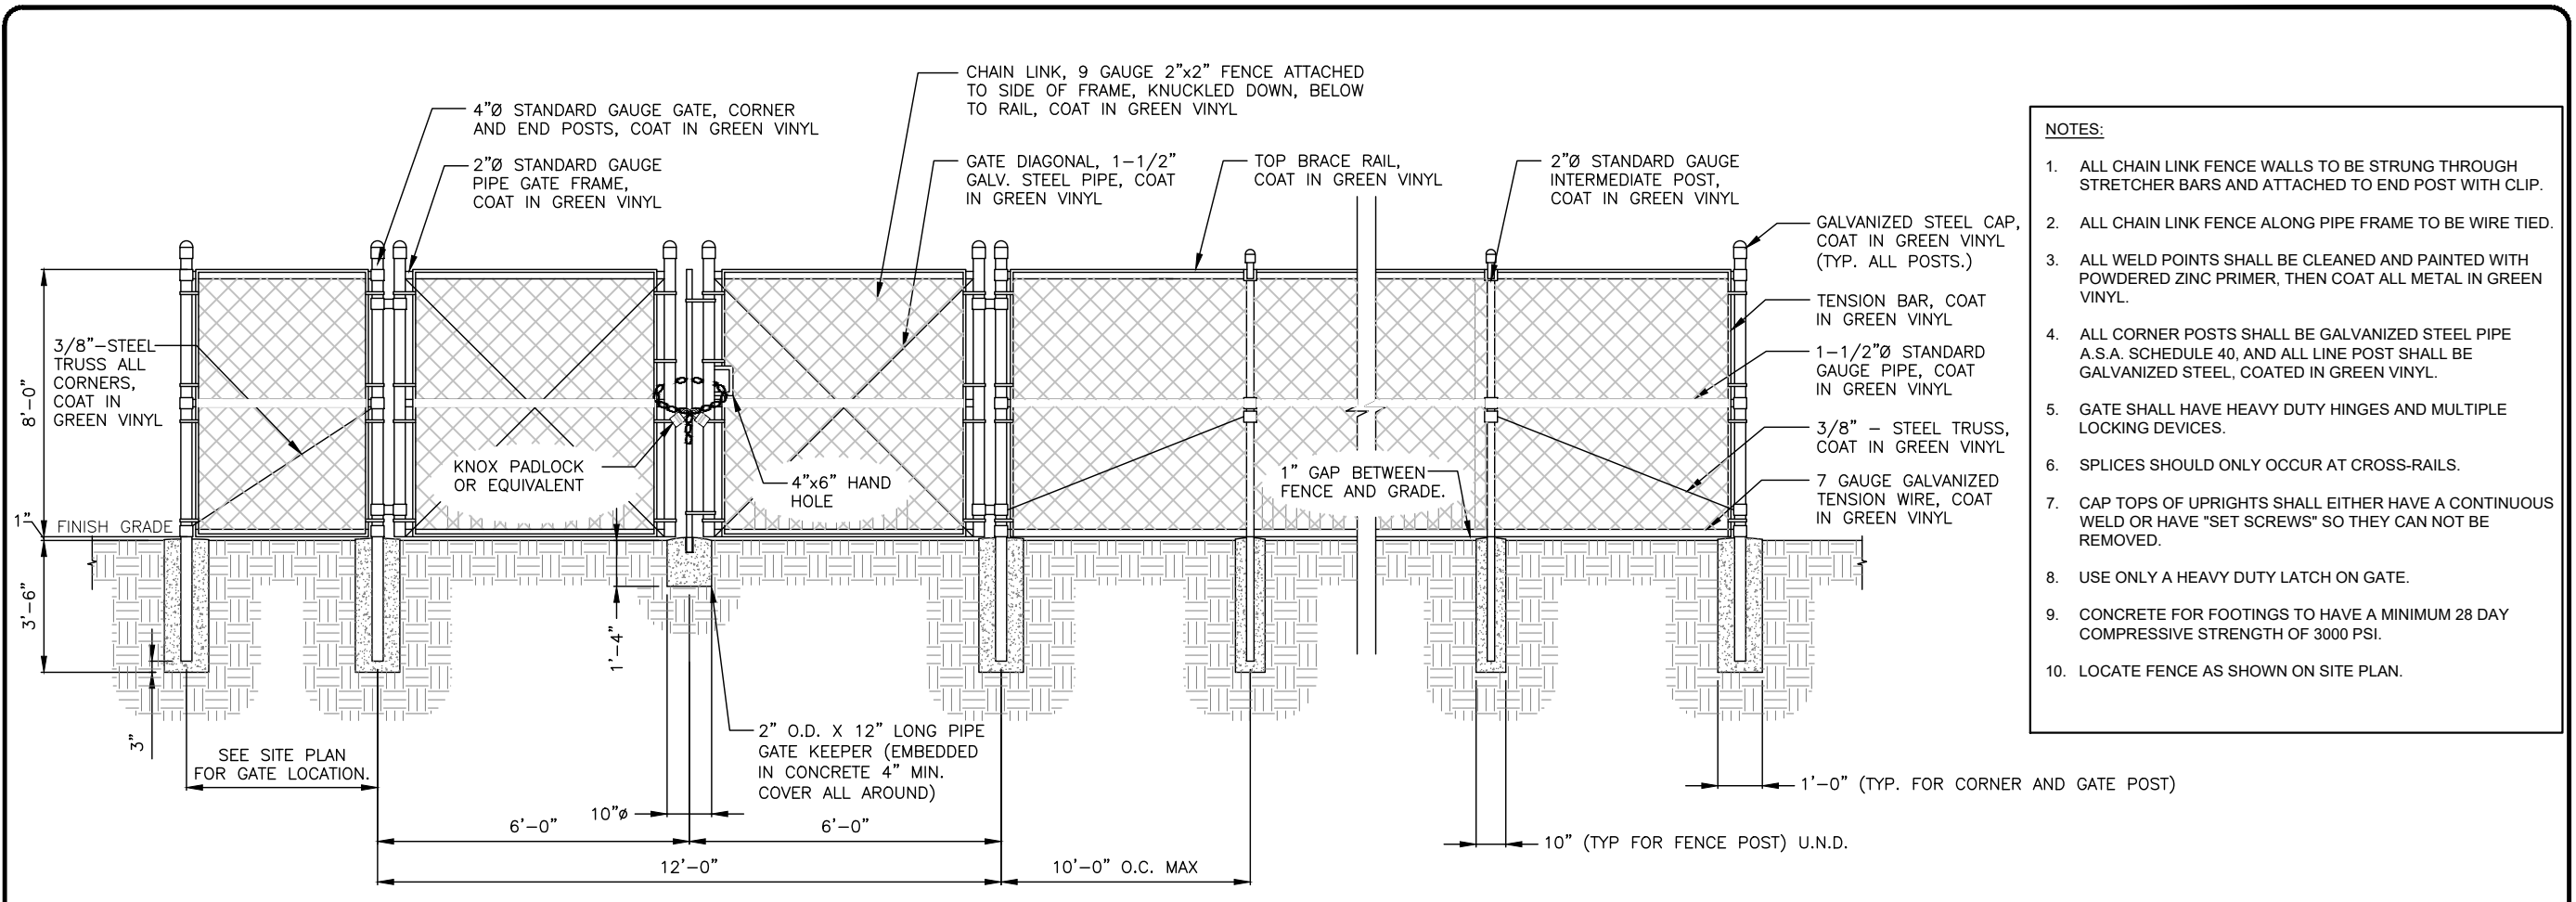 CHAIN LINK, 9 GAUGE 2"x2" FENCE ATTACHED
TO SIDE OF FRAME, KNUCKLED DOWN, BELOW
TO RAIL, COAT IN GREEN VINYL
4"Ø STANDARD GAUGE GATE, CORNER
AND END POSTS, COAT IN GREEN VINYL
2"Ø STANDARD GAUGE
PIPE GATE FRAME,
COAT IN GREEN VINYL
GATE DIAGONAL, 1-1/2"
GALV. STEEL PIPE, COAT
IN GREEN VINYL
TOP BRACE RAIL,
COAT IN GREEN VINYL
2"Ø STANDARD GAUGE
INTERMEDIATE POST,
COAT IN GREEN VINYL
GALVANIZED STEEL CAP,
COAT IN GREEN VINYL
(TYP. ALL POSTS.)
TENSION BAR, COAT
IN GREEN VINYL
1-1/2"Ø STANDARD
GAUGE PIPE, COAT
IN GREEN VINYL
3/8" - STEEL TRUSS,
COAT IN GREEN VINYL
7 GAUGE GALVANIZED
TENSION WIRE, COAT
IN GREEN VINYL
3/8"-STEEL
TRUSS ALL
CORNERS,
COAT IN
GREEN VINYL
8'-0"
KNOX PADLOCK
OR EQUIVALENT
4"x6" HAND
HOLE
1" GAP BETWEEN
FENCE AND GRADE.
1"
FINISH GRADE
3'-6"
1'-4"
3"
SEE SITE PLAN
FOR GATE LOCATION.
2" O.D. X 12" LONG PIPE
GATE KEEPER (EMBEDDED
IN CONCRETE 4" MIN.
COVER ALL AROUND)
10"ø
6'-0"
6'-0"
12'-0"
10'-0" O.C. MAX
1'-0" (TYP. FOR CORNER AND GATE POST)
10" (TYP FOR FENCE POST) U.N.D.
NOTES:
1. ALL CHAIN LINK FENCE WALLS TO BE STRUNG THROUGH
STRETCHER BARS AND ATTACHED TO END POST WITH CLIP.
2. ALL CHAIN LINK FENCE ALONG PIPE FRAME TO BE WIRE TIED.
3. ALL WELD POINTS SHALL BE CLEANED AND PAINTED WITH
POWDERED ZINC PRIMER, THEN COAT ALL METAL IN GREEN
VINYL.
4. ALL CORNER POSTS SHALL BE GALVANIZED STEEL PIPE
A.S.A. SCHEDULE 40, AND ALL LINE POST SHALL BE
GALVANIZED STEEL, COATED IN GREEN VINYL.
5. GATE SHALL HAVE HEAVY DUTY HINGES AND MULTIPLE
LOCKING DEVICES.
6. SPLICES SHOULD ONLY OCCUR AT CROSS-RAILS.
7. CAP TOPS OF UPRIGHTS SHALL EITHER HAVE A CONTINUOUS
WELD OR HAVE "SET SCREWS" SO THEY CAN NOT BE
REMOVED.
8. USE ONLY A HEAVY DUTY LATCH ON GATE.
9. CONCRETE FOR FOOTINGS TO HAVE A MINIMUM 28 DAY
COMPRESSIVE STRENGTH OF 3000 PSI.
10. LOCATE FENCE AS SHOWN ON SITE PLAN.